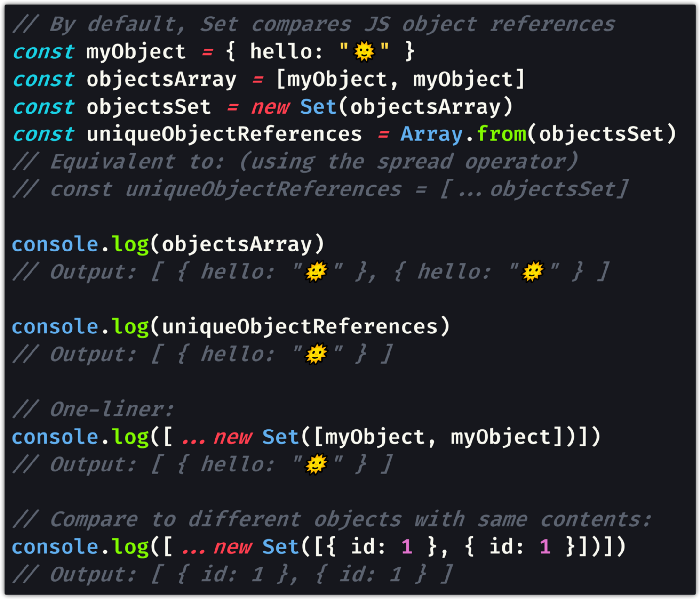 // By default, Set compares JS object references
const myObject = { hello: "🌞" }
const objectsArray = [myObject, myObject]
const objectsSet = new Set(objectsArray)
const uniqueObjectReferences = Array.from(objectsSet)
// Equivalent to: (using the spread operator)
// const uniqueObjectReferences = [...objectsSet]
console.log(objectsArray)
// Output: [ { hello: "🌞" }, { hello: "🌞" } ]
console.log(uniqueObjectReferences)
// Output: [ { hello: "🌞" } ]
// One-liner:
console.log([...new Set([myObject, myObject])])
// Output: [ { hello: "🌞" } ]
// Compare to different objects with same contents:
console.log([...new Set([{ id: 1 }, { id: 1 }])])
// Output: [ { id: 1 }, { id: 1 } ]